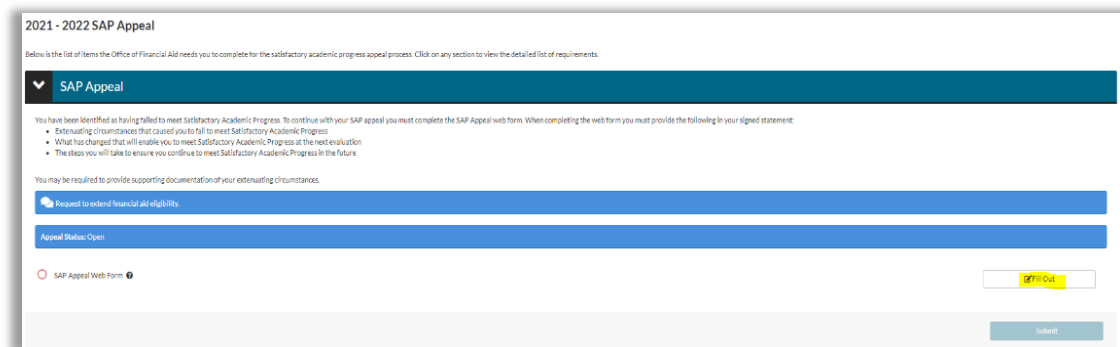 2021 - 2022 SAP Appeal
Below is the list of items the Office of Financial Aid needs you to complete for the satisfactory academic progress appeal process. Click on any section to view the detailed list of requirements.
SAP Appeal
You have been identified as having failed to meet Satisfactory Academic Progress. To continue with your SAP appeal you must complete the SAP Appeal web form. When completing the web form you must provide the following in your signed statement:
• Extenuating circumstances that caused you to fail to meet Satisfactory Academic Progress
• What has changed that will enable you to meet Satisfactory Academic Progress at the next evaluation
• The steps you will take to ensure you continue to meet Satisfactory Academic Progress in the future
You may be required to provide supporting documentation of your extenuating circumstances.
Request to extend financial aid eligibility.
Appeal Status: Open
SAP Appeal Web Form
Fill Out
Submit